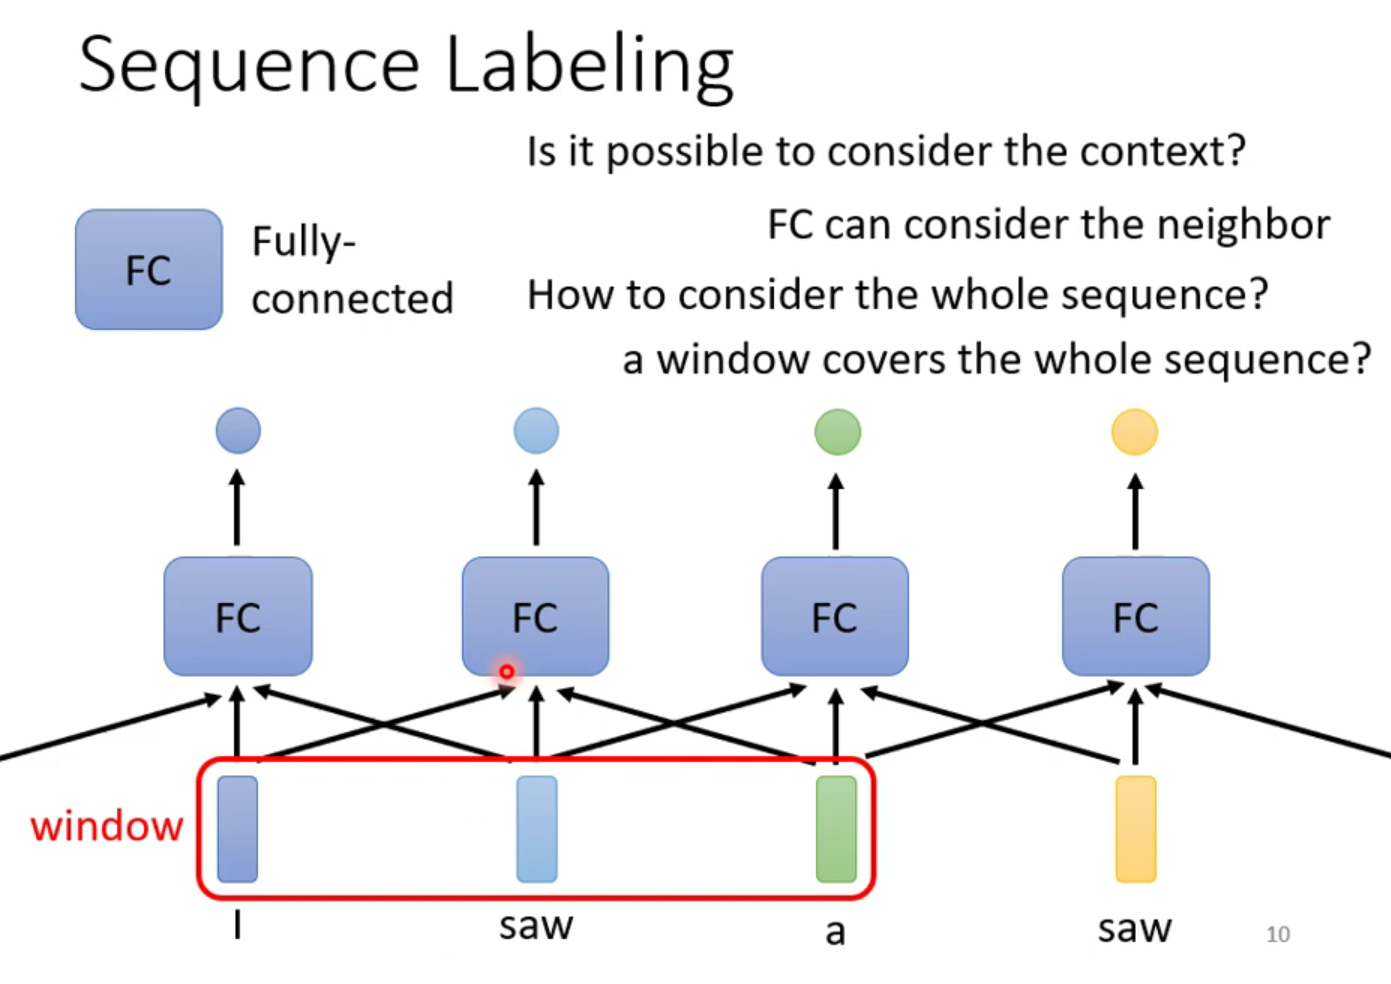 Sequence Labeling
Is it possible to consider the context?
FC can consider the neighbor
FC
Fully-
connected
How to consider the whole sequence?
a window covers the whole sequence?
FC FC FC FC
window
I saw a saw
10